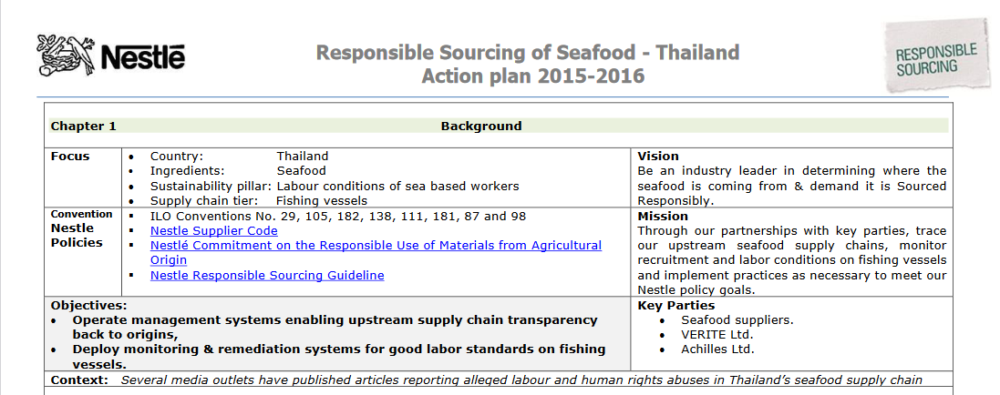 Nestlé
Responsible Sourcing of Seafood - Thailand
Action plan 2015-2016
RESPONSIBLE
SOURCING
Chapter 1 Background
Focus
• Country: Thailand
• Ingredients: Seafood
• Sustainability pillar: Labour conditions of sea based workers
• Supply chain tier: Fishing vessels
Vision
Be an industry leader in determining where the
seafood is coming from & demand it is Sourced
Responsibly.
Convention
Nestle
Policies
▪ ILO Conventions No. 29, 105, 182, 138, 111, 181, 87 and 98
▪ Nestle Supplier Code
▪ Nestlé Commitment on the Responsible Use of Materials from Agricultural
Origin
▪ Nestle Responsible Sourcing Guideline
Mission
Through our partnerships with key parties, trace
our upstream seafood supply chains, monitor
recruitment and labor conditions on fishing vessels
and implement practices as necessary to meet our
Nestle policy goals.
Objectives:
• Operate management systems enabling upstream supply chain transparency
back to origins,
• Deploy monitoring & remediation systems for good labor standards on fishing
vessels.
Key Parties
• Seafood suppliers.
• VERITE Ltd.
• Achilles Ltd.
Context: Several media outlets have published articles reporting alleged labour and human rights abuses in Thailand's seafood supply chain